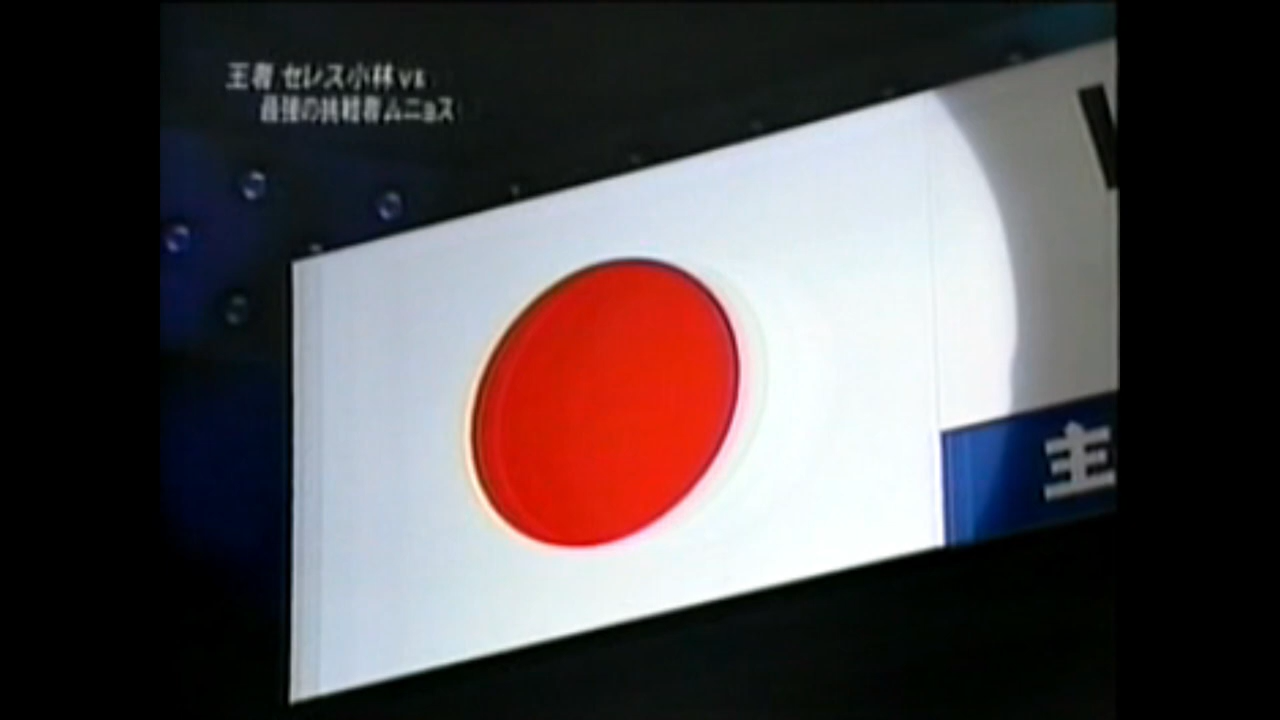 王者 セレス小林 vs
最強の挑戦者ムニョス
主